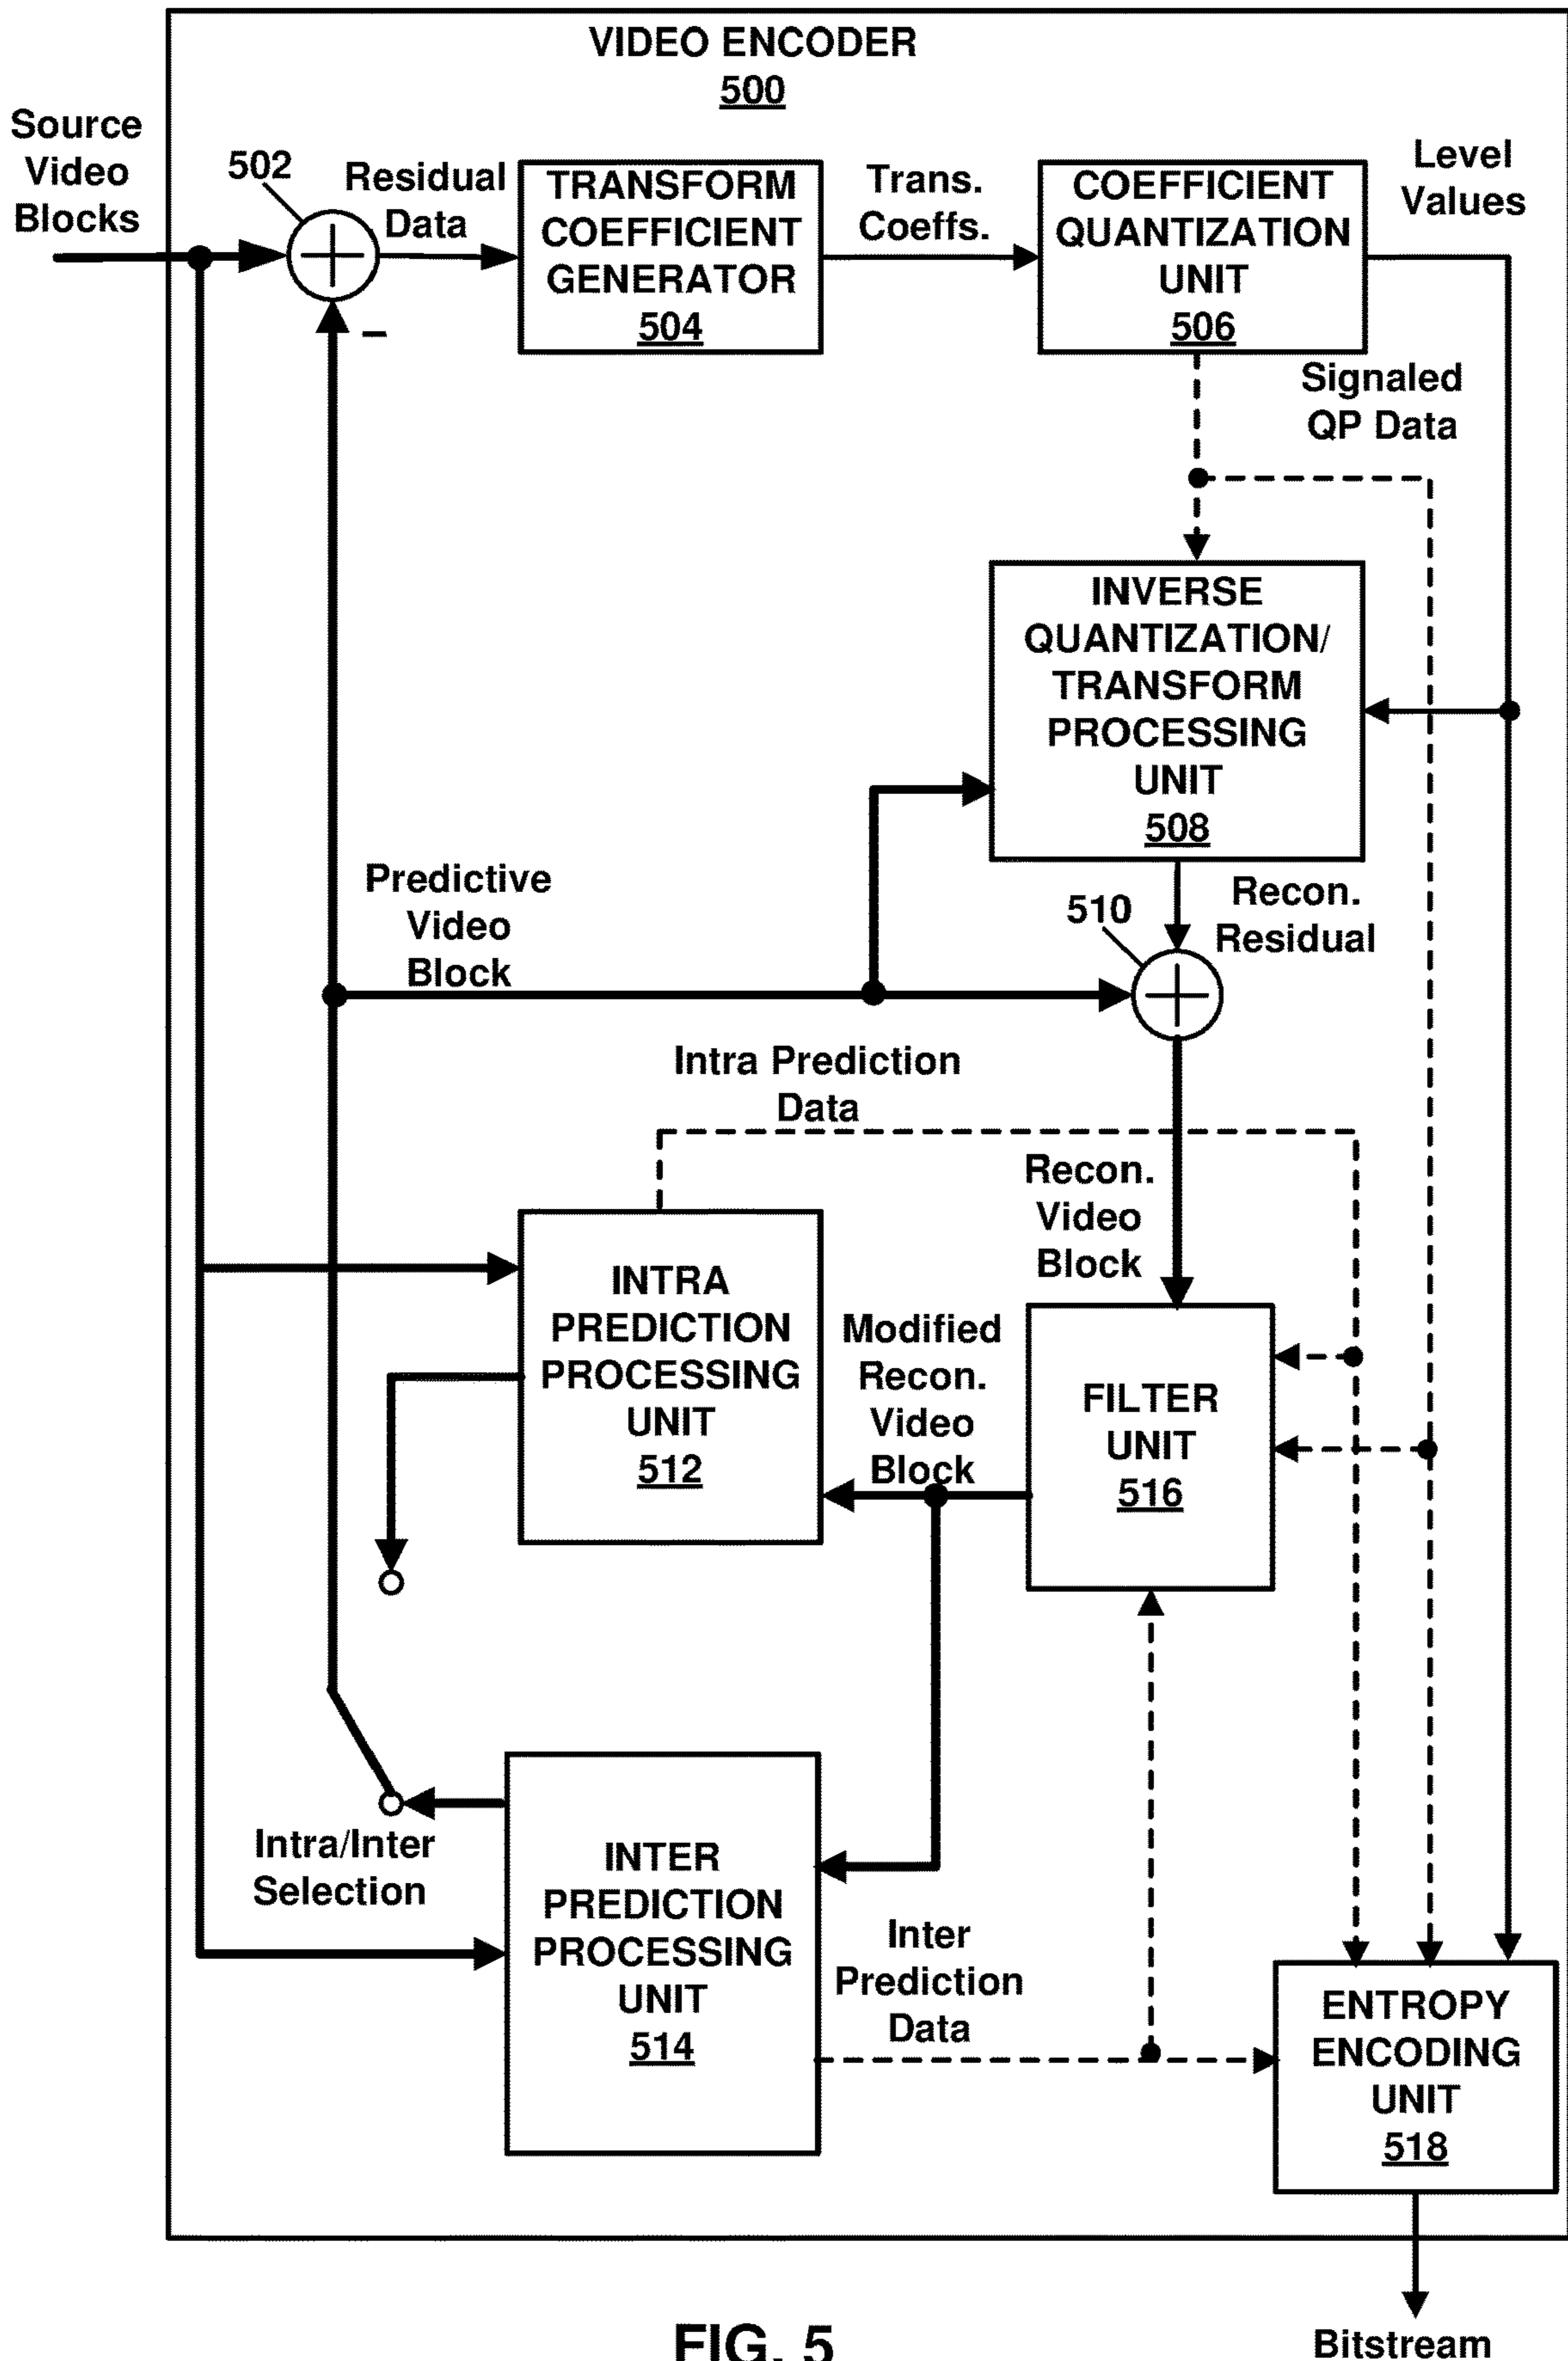 VIDEO ENCODER
500
Source
Video
Blocks
502
Residual
Data
TRANSFORM
COEFFICIENT
GENERATOR
504
Trans.
Coeffs.
COEFFICIENT
QUANTIZATION
UNIT
506
Level
Values
–
Signaled
QP Data
INVERSE
QUANTIZATION/
TRANSFORM
PROCESSING
UNIT
508
Predictive
Video
Block
510
Recon.
Residual
Intra Prediction
Data
Recon.
Video
Block
INTRA
PREDICTION
PROCESSING
UNIT
512
Modified
Recon.
Video
Block
FILTER
UNIT
516
Intra/Inter
Selection
INTER
PREDICTION
PROCESSING
UNIT
514
Inter
Prediction
Data
ENTROPY
ENCODING
UNIT
518
FIG. 5
Bitstream